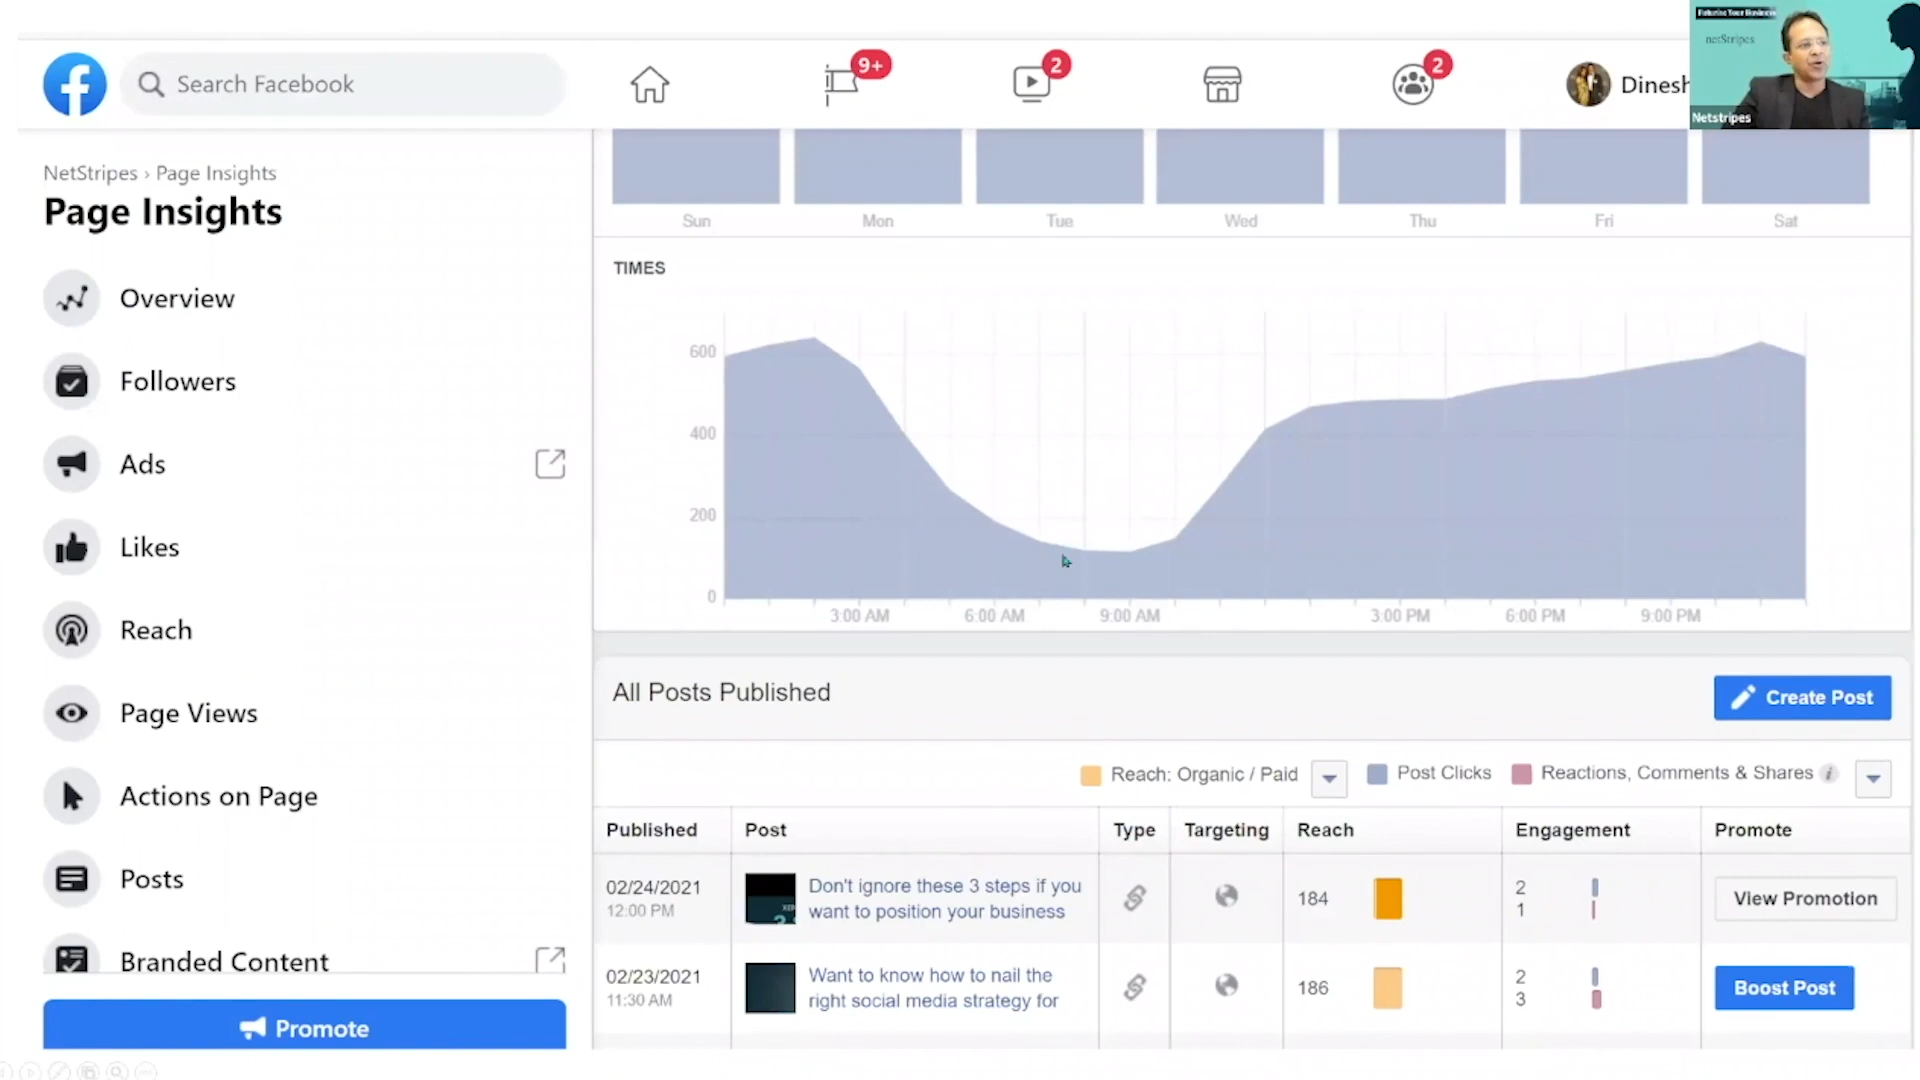 Search Facebook
9+
2
2
Dinesh
netStripes
Netstripes
NetStripes › Page Insights
Page Insights
Overview
Followers
Ads
Likes
Reach
Page Views
Actions on Page
Posts
Branded Content
Promote
Sun Mon Tue Wed Thu Fri Sat
TIMES
600
400
200
0
3:00 AM 6:00 AM 9:00 AM 3:00 PM 6:00 PM 9:00 PM
All Posts Published
Create Post
Reach: Organic / Paid Post Clicks Reactions, Comments & Shares i
Published Post Type Targeting Reach Engagement Promote
02/24/2021
12:00 PM
Don't ignore these 3 steps if you
want to position your business
184
2
1
View Promotion
02/23/2021
11:30 AM
Want to know how to nail the
right social media strategy for
186
2
3
Boost Post